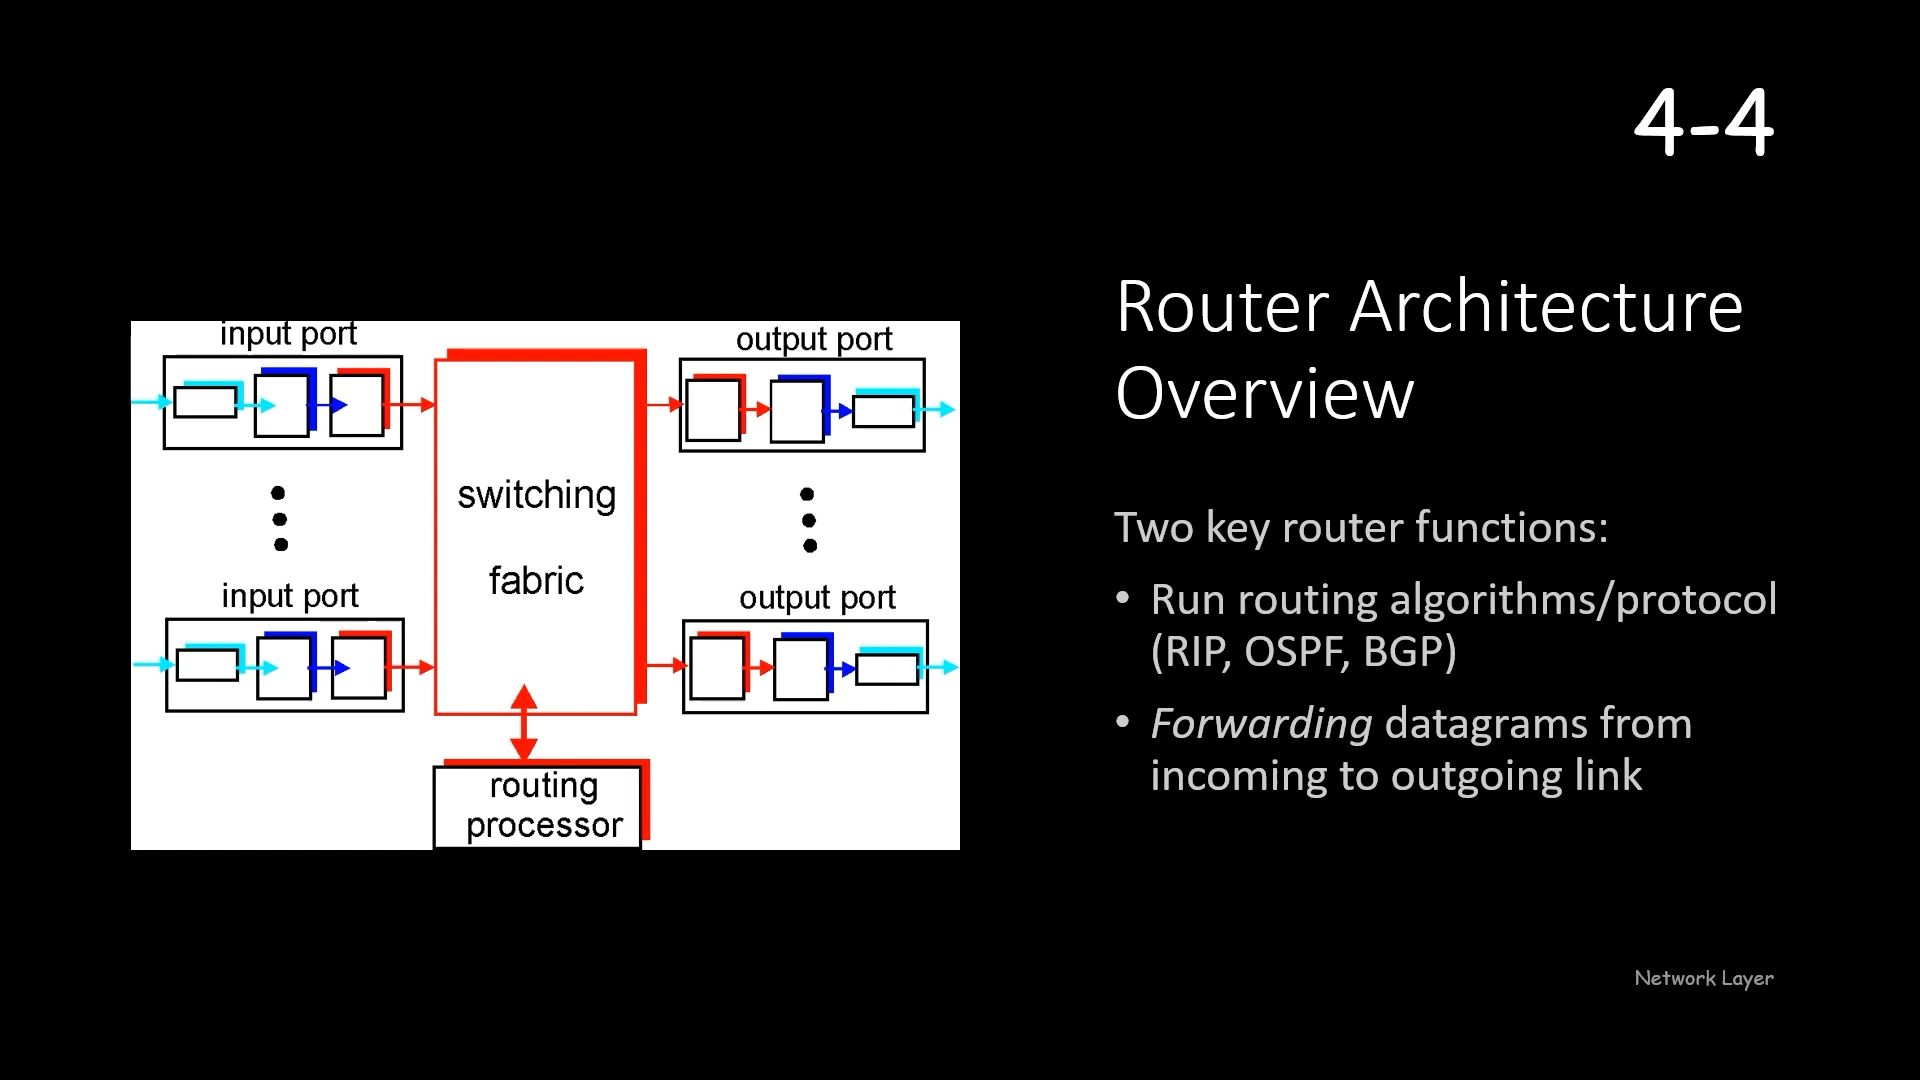 4-4
input port
output port
switching
fabric
input port
output port
routing
processor
Router Architecture
Overview
Two key router functions:
• Run routing algorithms/protocol
(RIP, OSPF, BGP)
• Forwarding datagrams from
incoming to outgoing link
Network Layer